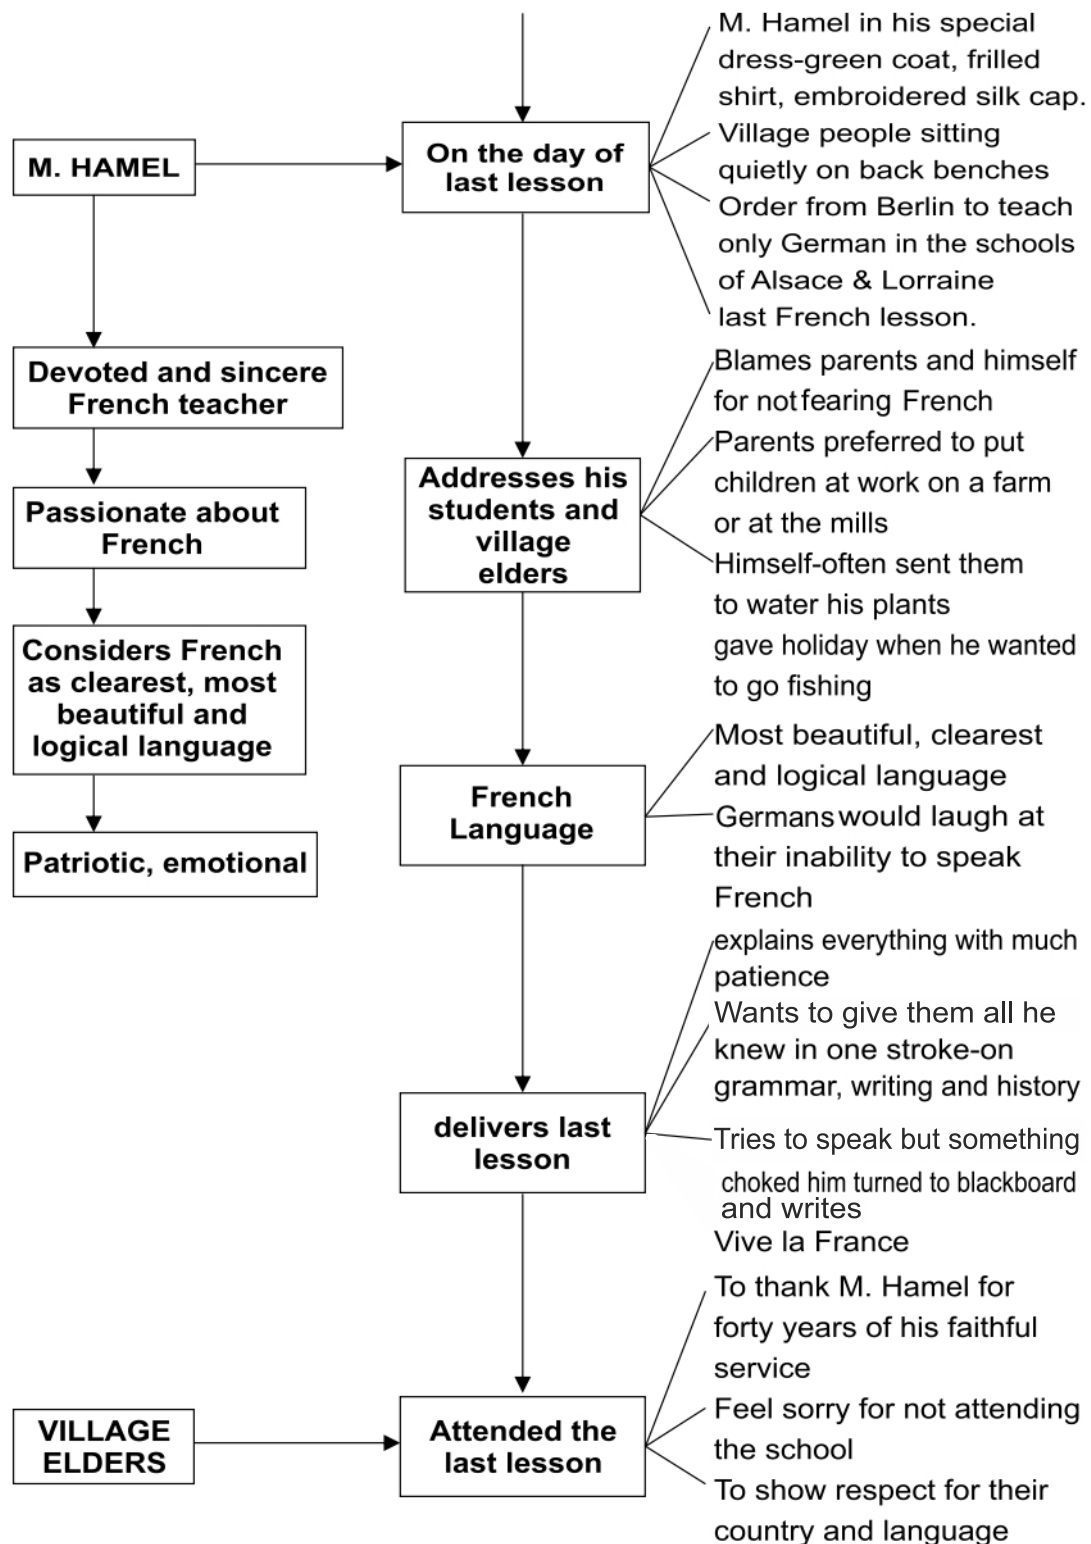 M. Hamel in his special
dress-green coat, frilled
shirt, embroidered silk cap.
Village people sitting
quietly on back benches
Order from Berlin to teach
only German in the schools
of Alsace & Lorraine
last French lesson.
M. HAMEL
On the day of
last lesson
Devoted and sincere
French teacher
Passionate about
French
Considers French
as clearest, most
beautiful and
logical language
Patriotic, emotional
Blames parents and himself
for not fearing French
Parents preferred to put
children at work on a farm
or at the mills
Himself-often sent them
to water his plants
gave holiday when he wanted
to go fishing
Addresses his
students and
village
elders
Most beautiful, clearest
and logical language
Germans would laugh at
their inability to speak
French
French
Language
explains everything with much
patience
Wants to give them all he
knew in one stroke-on
grammar, writing and history
Tries to speak but something
choked him turned to blackboard
and writes
Vive la France
delivers last
lesson
To thank M. Hamel for
forty years of his faithful
service
Feel sorry for not attending
the school
To show respect for their
country and language
VILLAGE
ELDERS
Attended the
last lesson